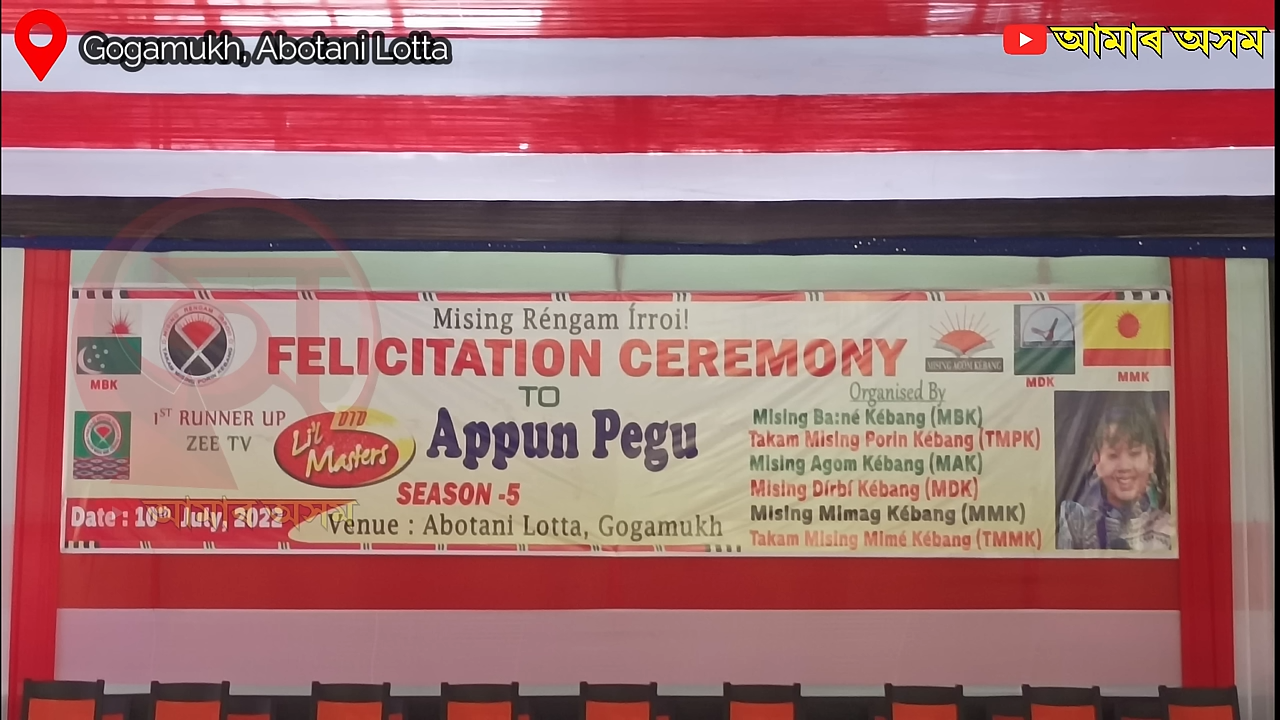 Gogamukh, Abotani Lotta
আমাৰ অসম
Mising Réngam Írroi!
FELICITATION CEREMONY
TO
Appun Pegu
1ST RUNNER UP
ZEE TV
DID
Li'l
Masters
SEASON -5
Date : 10th July, 2022
আমাৰ অসম
Venue : Abotani Lotta, Gogamukh
MBK
MISING AGOM KEBANG
MDK
MMK
Organised By
Mising Ba:né Kébang (MBK)
Takam Mising Porin Kébang (TMPK)
Mising Agom Kébang (MAK)
Mising Dírbí Kébang (MDK)
Mising Mimag Kébang (MMK)
Takam Mising Mimé Kébang (TMMK)